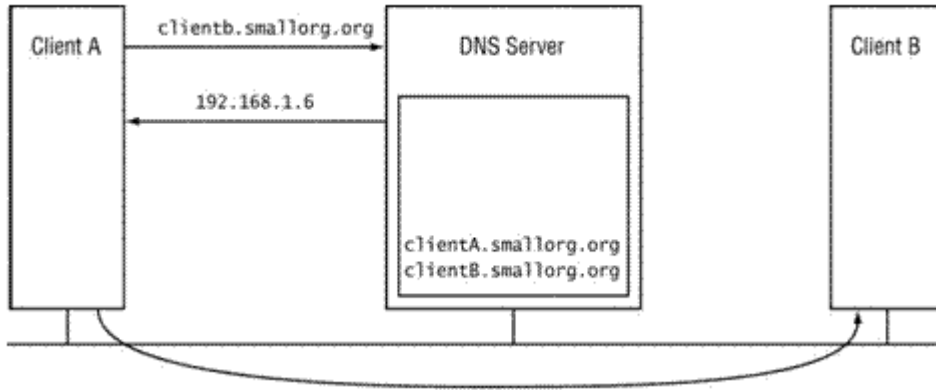 clientb.smallorg.org
Client A
DNS Server
Client B
192.168.1.6
clientA.smallorg.org
clientB.smallorg.org